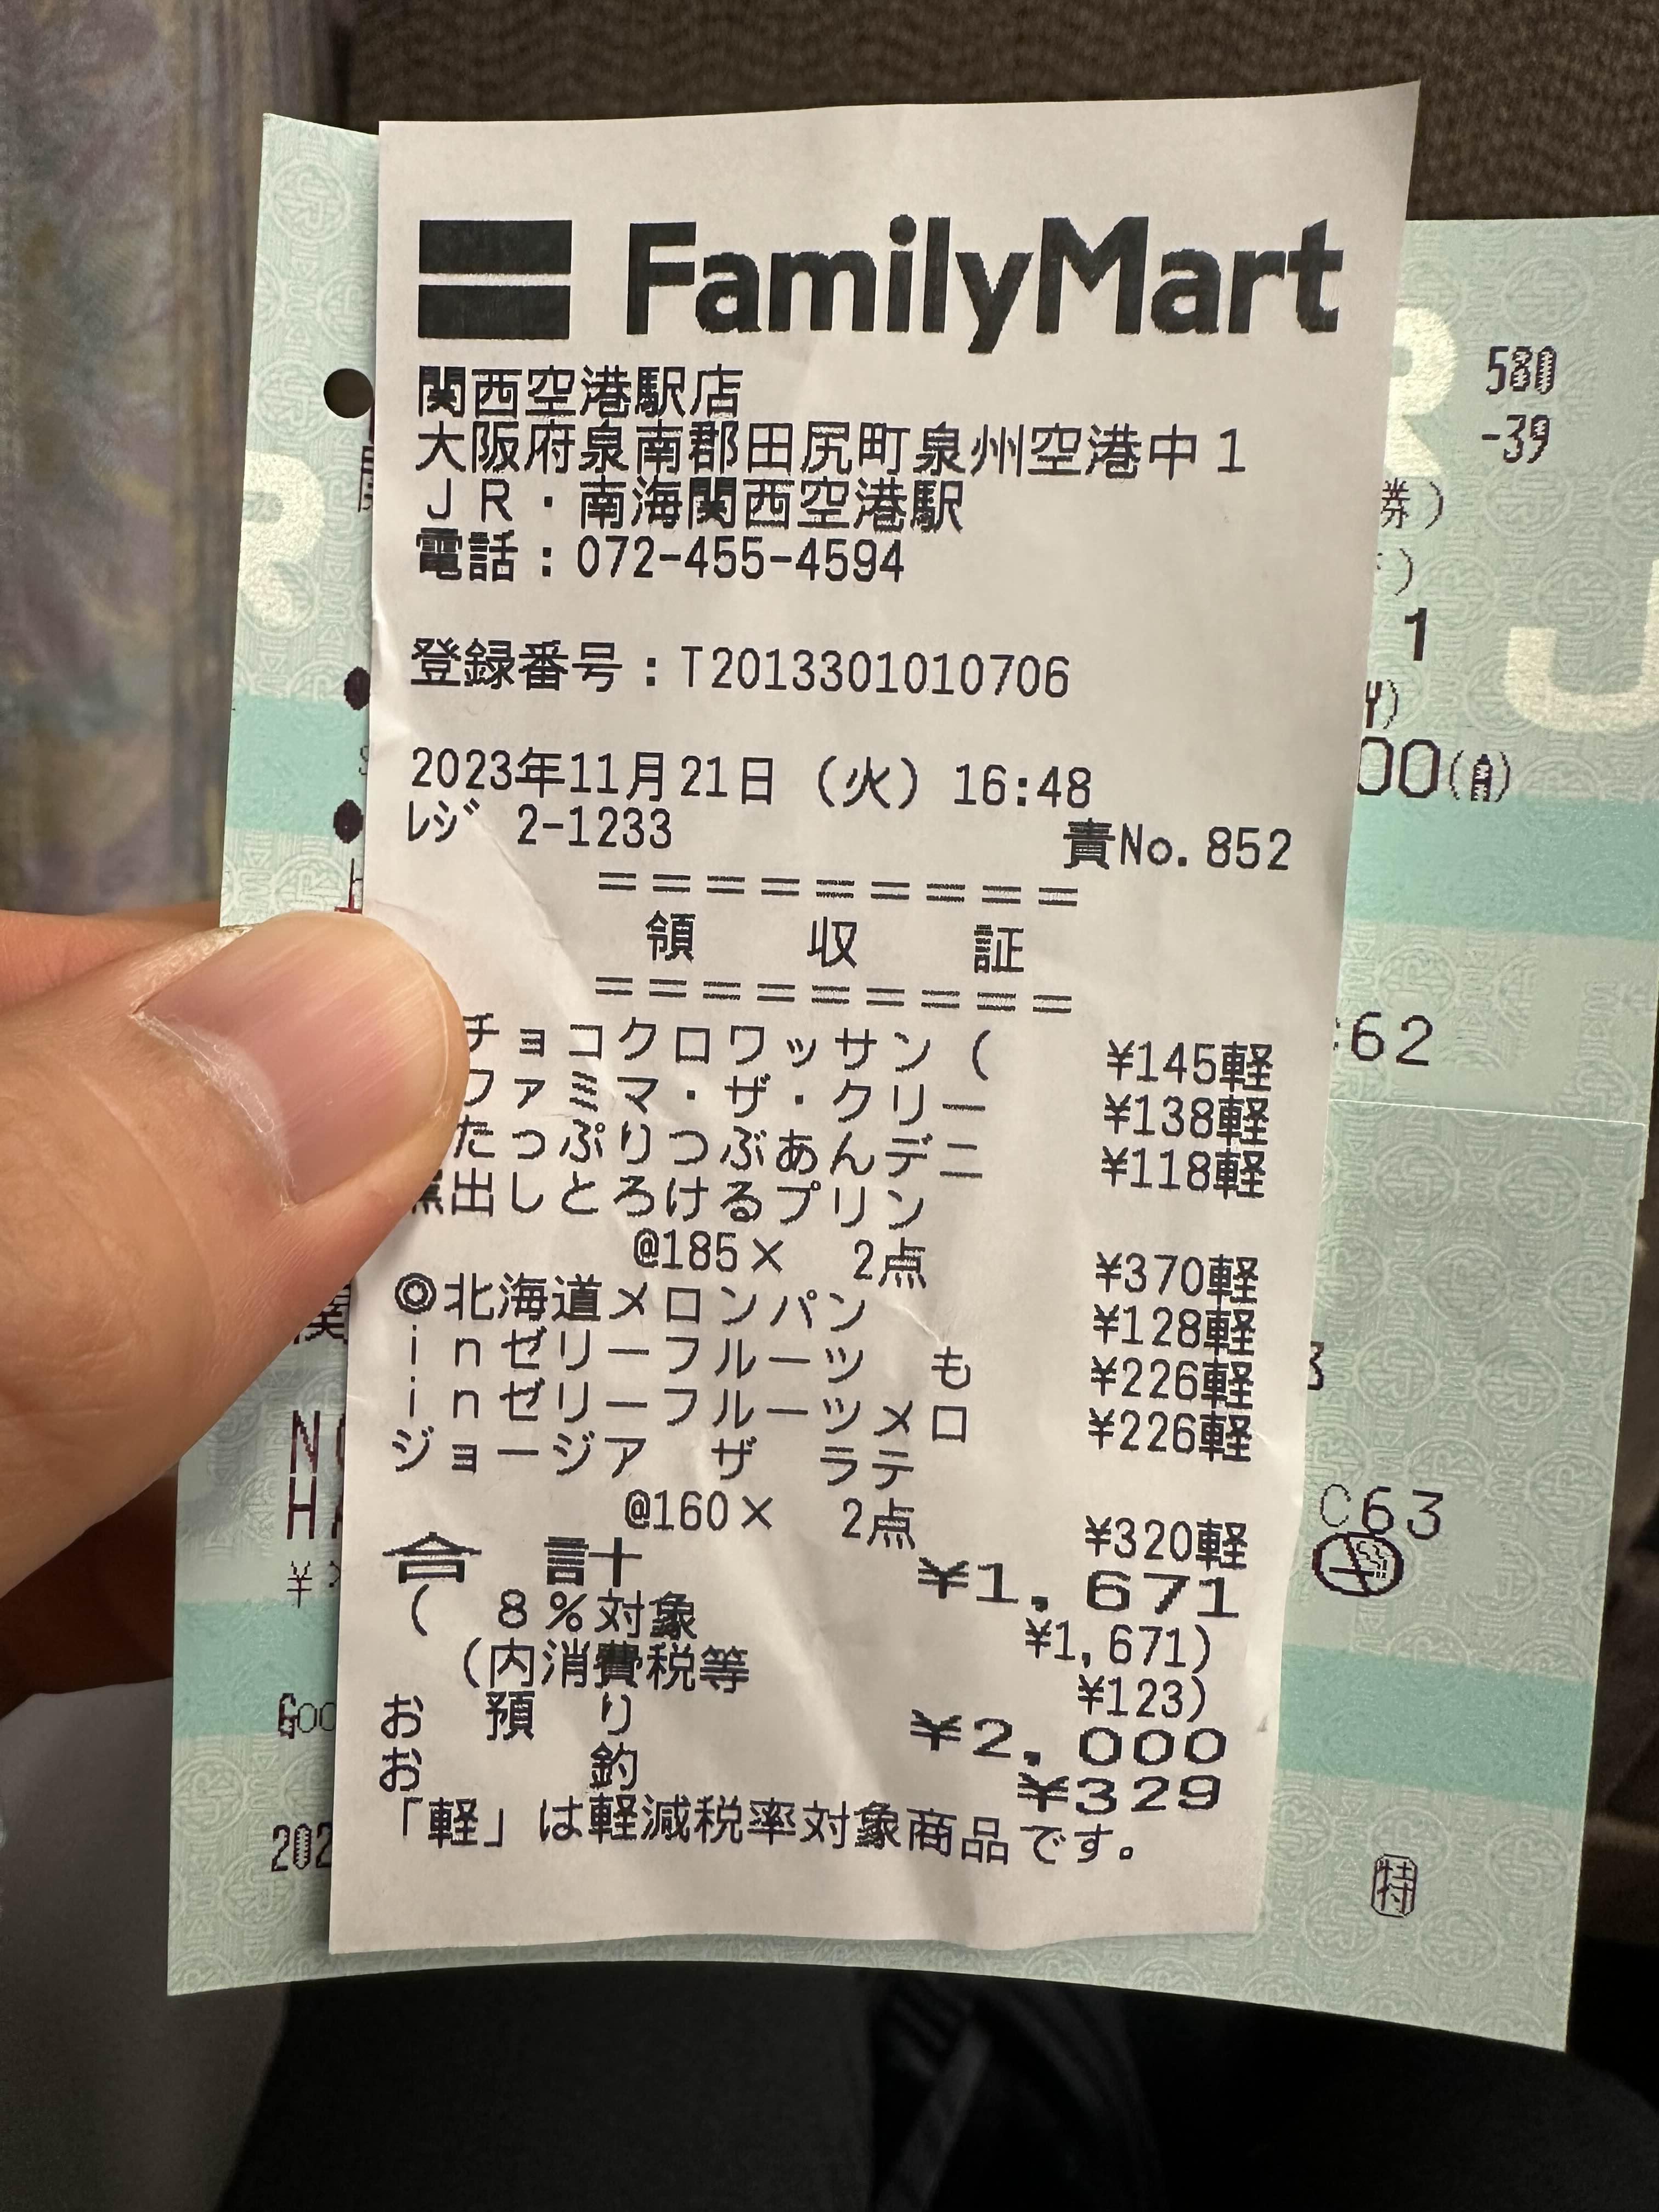 FamilyMart
関西空港駅店
大阪府泉南郡田尻町泉州空港中1
JR・南海関西空港駅
電話:072-455-4594
登録番号:T2013301010706
2023年11月21日(火)16:48
レジ 2-1233 責No.852
==========
領 収 証
==========
チョコクロワッサン( ¥145軽
ファミマ・ザ・クリー ¥138軽
たっぷりつぶあんデニ ¥118軽
窯出しとろけるプリン
@185× 2点 ¥370軽
◎北海道メロンパン ¥128軽
inゼリーフルーツ も ¥226軽
inゼリーフルーツメロ ¥226軽
ジョージア ザ ラテ
@160× 2点 ¥320軽
合 計 ¥1,671
( 8%対象 ¥1,671)
(内消費税等 ¥123)
お 預 り ¥2,000
お 釣 ¥329
「軽」は軽減税率対象商品です。
R
580
-39
券)
1
00
J
C63
特